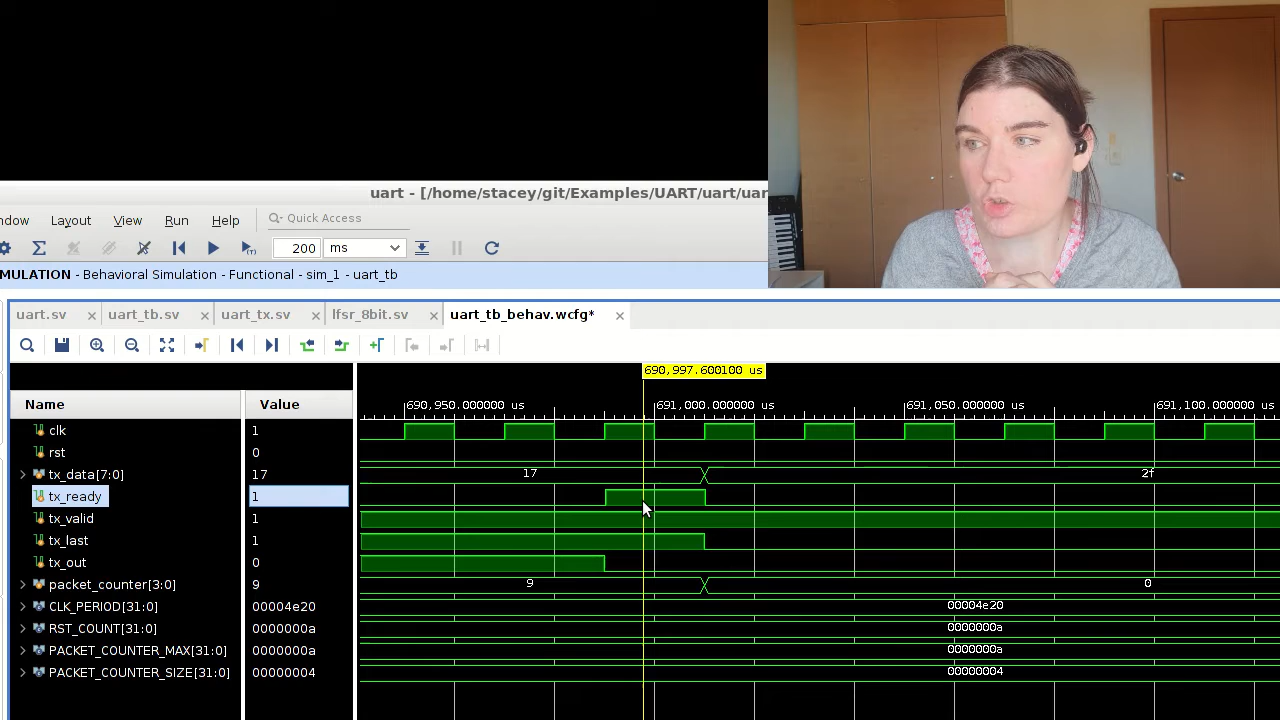 uart - [/home/stacey/git/Examples/UART/uart/uar
ndow Layout View Run Help Quick Access
200 ms
MULATION - Behavioral Simulation - Functional - sim_1 - uart_tb
uart.sv uart_tb.sv uart_tx.sv lfsr_8bit.sv uart_tb_behav.wcfg*
690,997.600100 us
Name Value 690,950.000000 us 691,000.000000 us 691,050.000000 us 691,100.000000 us
clk 1
rst 0
tx_data[7:0] 17 17 2f
tx_ready 1
tx_valid 1
tx_last 1
tx_out 0
packet_counter[3:0] 9 9 0
CLK_PERIOD[31:0] 00004e20 00004e20
RST_COUNT[31:0] 0000000a 0000000a
PACKET_COUNTER_MAX[31:0] 0000000a 0000000a
PACKET_COUNTER_SIZE[31:0] 00000004 00000004